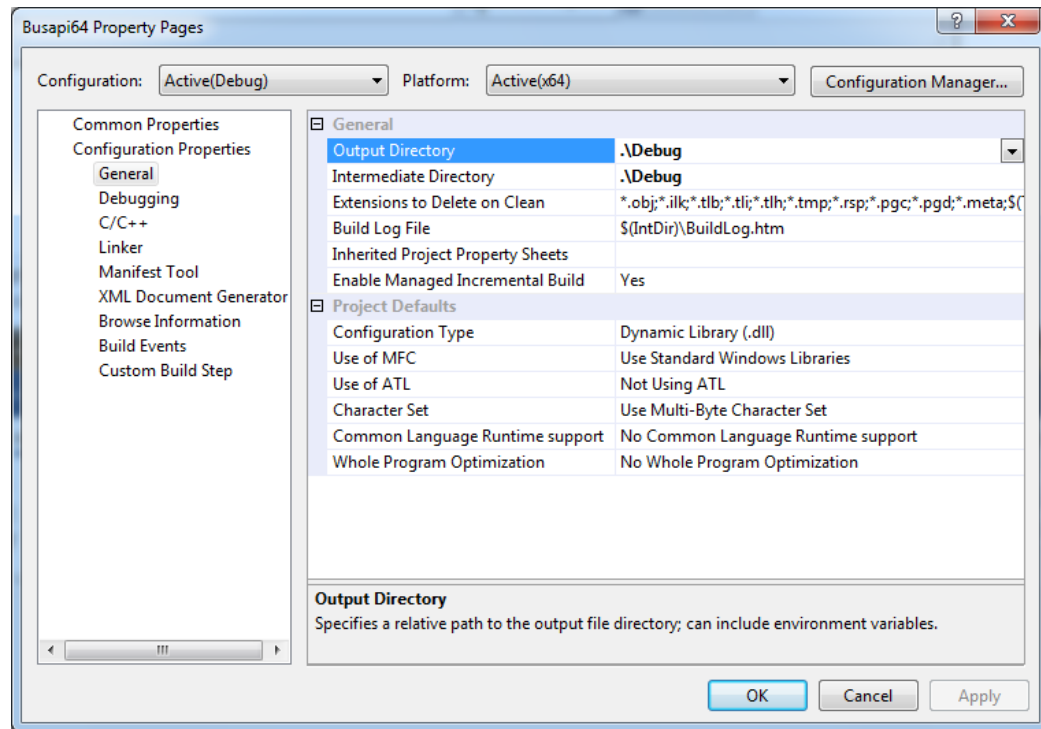 Busapi64 Property Pages
Configuration: Active(Debug) Platform: Active(x64) Configuration Manager...
Common Properties
Configuration Properties
General
Debugging
C/C++
Linker
Manifest Tool
XML Document Generator
Browse Information
Build Events
Custom Build Step
General
Output Directory .\Debug
Intermediate Directory .\Debug
Extensions to Delete on Clean *.obj;*.ilk;*.tlb;*.tli;*.tlh;*.tmp;*.rsp;*.pgc;*.pgd;*.meta;$(
Build Log File $(IntDir)\BuildLog.htm
Inherited Project Property Sheets
Enable Managed Incremental Build Yes
Project Defaults
Configuration Type Dynamic Library (.dll)
Use of MFC Use Standard Windows Libraries
Use of ATL Not Using ATL
Character Set Use Multi-Byte Character Set
Common Language Runtime support No Common Language Runtime support
Whole Program Optimization No Whole Program Optimization
Output Directory
Specifies a relative path to the output file directory; can include environment variables.
OK Cancel Apply